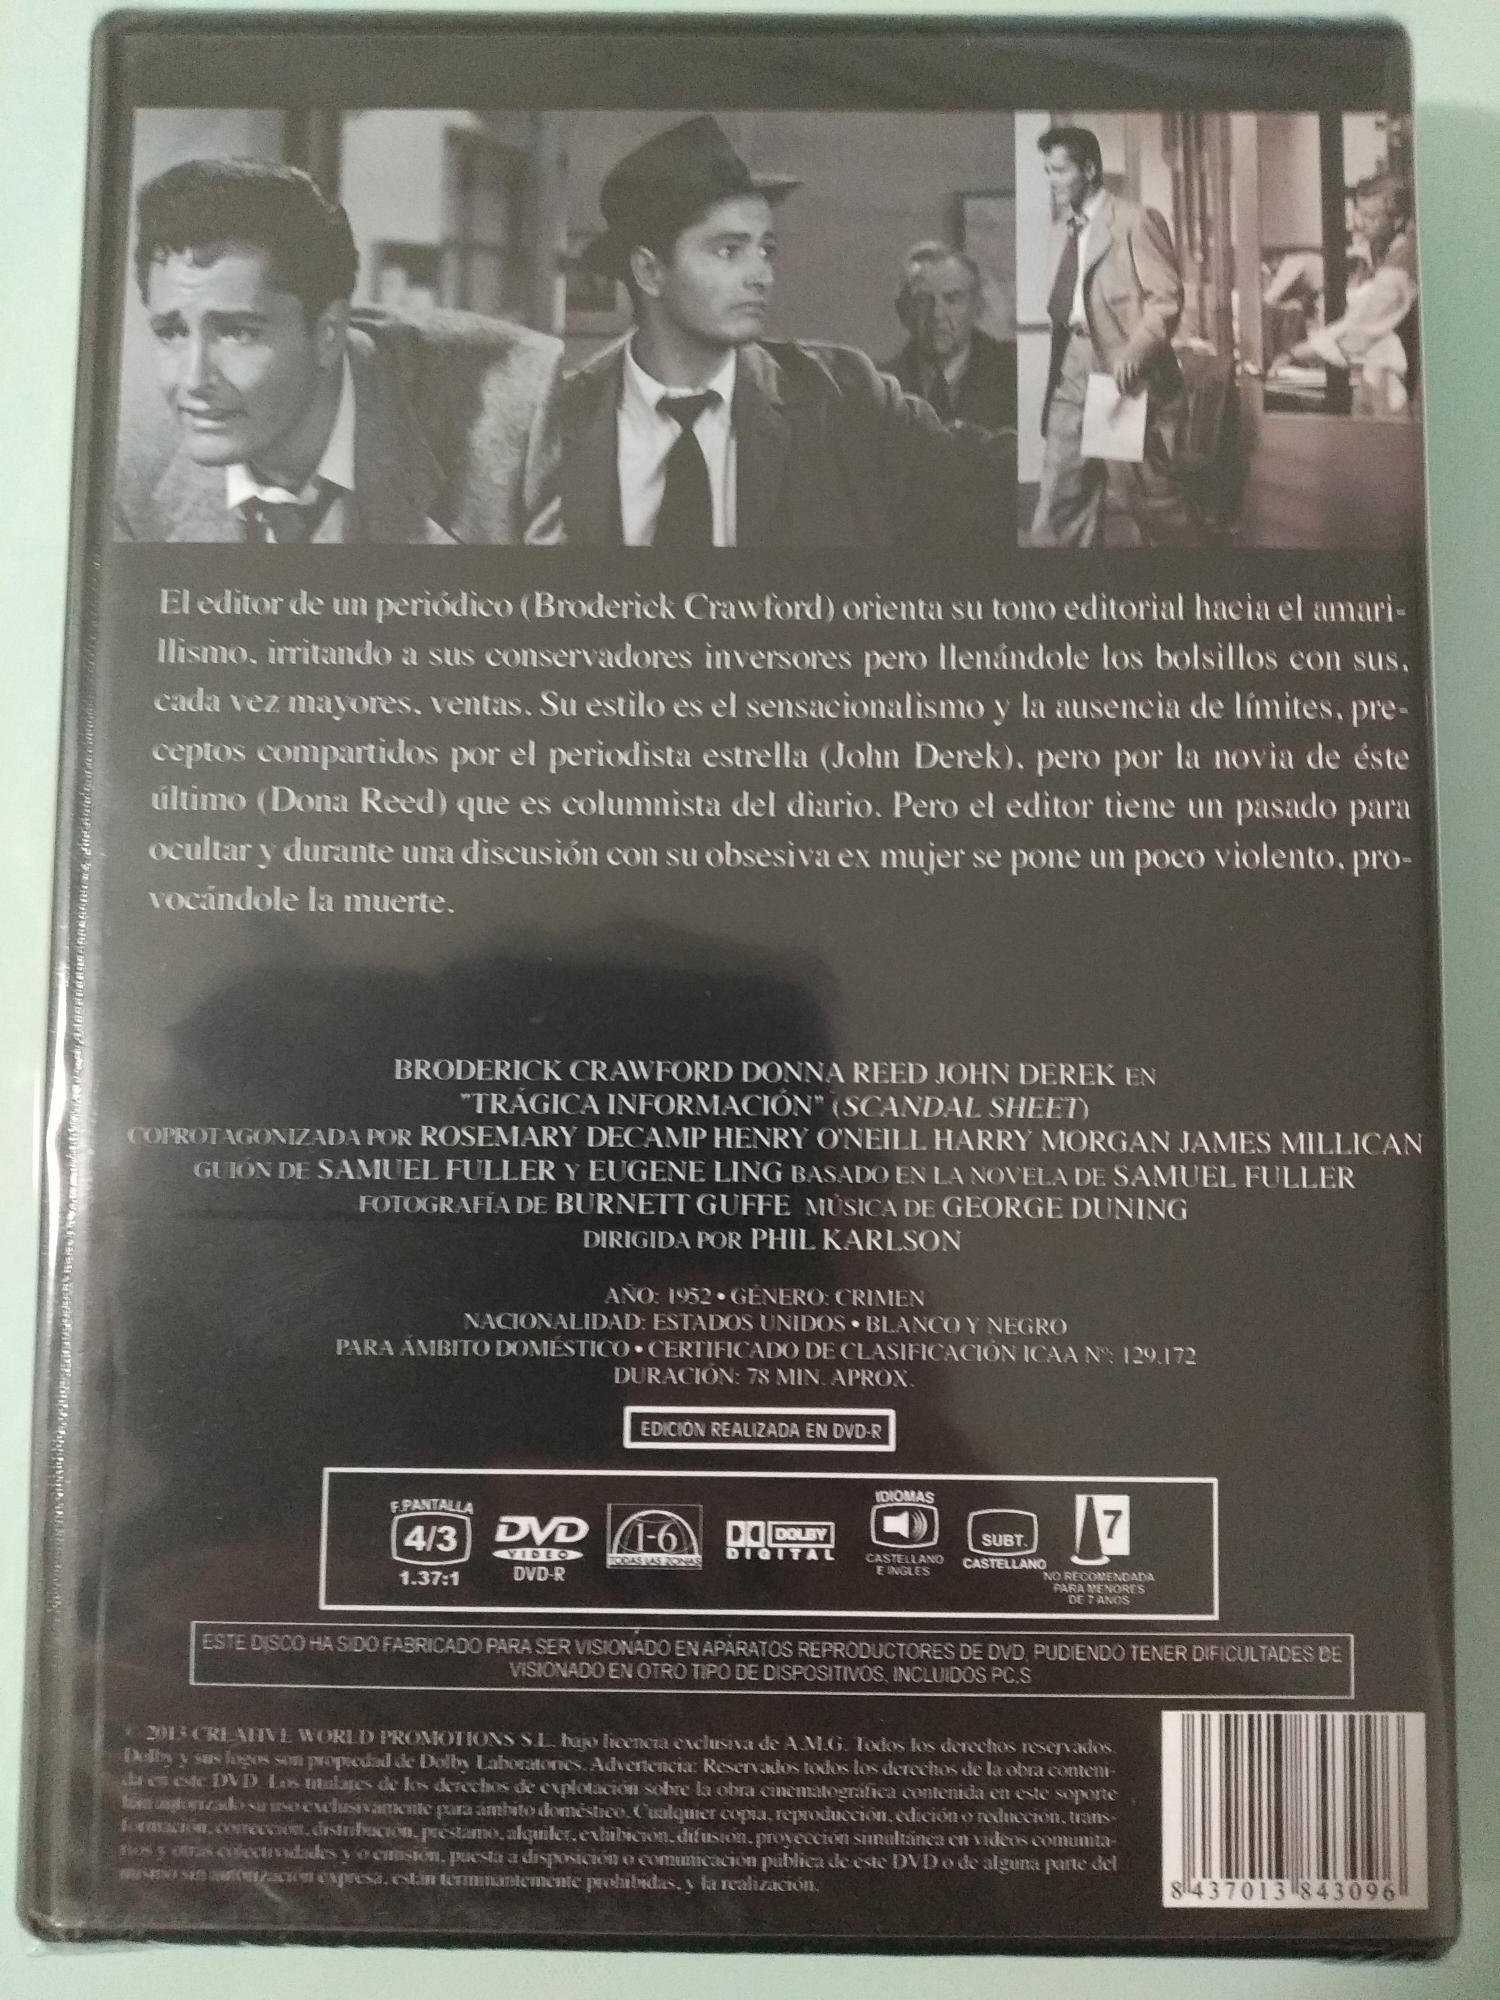 El editor de un periódico (Broderick Crawford) orienta su tono editorial hacia el amari-
llismo, irritando a sus conservadores inversores pero llenándole los bolsillos con sus,
cada vez mayores, ventas. Su estilo es el sensacionalismo y la ausencia de límites, pre-
ceptos compartidos por el periodista estrella (John Derek), pero por la novia de éste
último (Dona Reed) que es columnista del diario. Pero el editor tiene un pasado para
ocultar y durante una discusión con su obsesiva ex mujer se pone un poco violento, pro-
vocándole la muerte.
BRODERICK CRAWFORD DONNA REED JOHN DEREK EN
"TRÁGICA INFORMACIÓN" (SCANDAL SHEET)
COPROTAGONIZADA POR ROSEMARY DECAMP HENRY O'NEILL HARRY MORGAN JAMES MILLICAN
GUIÓN DE SAMUEL FULLER Y EUGENE LING BASADO EN LA NOVELA DE SAMUEL FULLER
FOTOGRAFÍA DE BURNETT GUFFE MÚSICA DE GEORGE DUNING
DIRIGIDA POR PHIL KARLSON
AÑO: 1952 • GÉNERO: CRIMEN
NACIONALIDAD: ESTADOS UNIDOS • BLANCO Y NEGRO
PARA ÁMBITO DOMÉSTICO • CERTIFICADO DE CLASIFICACIÓN ICAA Nº: 129.172
DURACIÓN: 78 MIN. APROX.
EDICIÓN REALIZADA EN DVD-R
F.PANTALLA
4/3
1.37:1
DVD
VIDEO
DVD-R
1-6
TODAS LAS ZONAS
DOLBY
DIGITAL
IDIOMAS
CASTELLANO
E INGLES
SUBT.
CASTELLANO
7
NO RECOMENDADA
PARA MENORES
DE 7 AÑOS
ESTE DISCO HA SIDO FABRICADO PARA SER VISIONADO EN APARATOS REPRODUCTORES DE DVD, PUDIENDO TENER DIFICULTADES DE
VISIONADO EN OTRO TIPO DE DISPOSITIVOS, INCLUIDOS PC,S
© 2013 CREATIVE WORLD PROMOTIONS S.L. bajo licencia exclusiva de A.M.G. Todos los derechos reservados.
Dolby y sus logos son propiedad de Dolby Laboratories. Advertencia: Reservados todos los derechos de la obra conteni-
da en este DVD. Los titulares de los derechos de explotación sobre la obra cinematográfica contenida en este soporte
han autorizado su uso exclusivamente para ámbito doméstico. Cualquier copia, reproducción, edición o reducción, trans-
formación, corrección, distribución, préstamo, alquiler, exhibición, difusión, proyección simultánea en videos comunita-
rios y otras colectividades y/o emisión, puesta a disposición o comunicación pública de este DVD o de alguna parte del
mismo sin autorización expresa, están terminantemente prohibidas, y la realización.
8 437013 843096